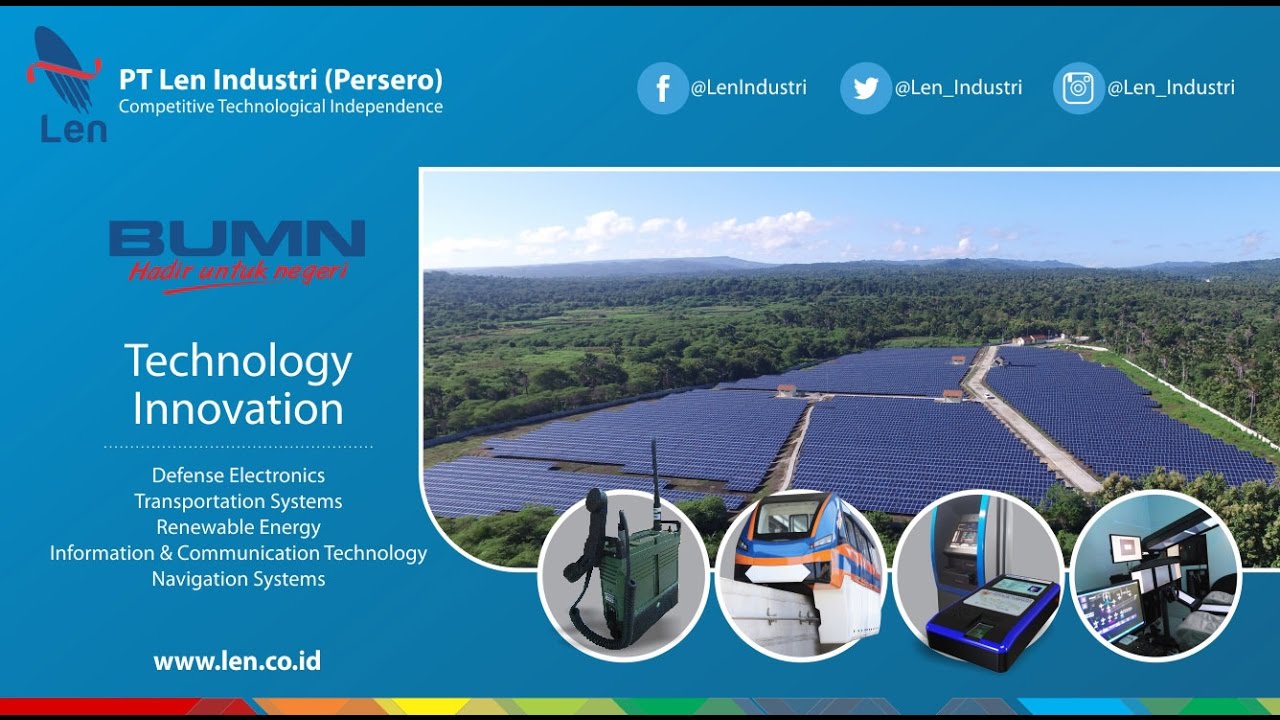 PT Len Industri (Persero)
Competitive Technological Independence
Len
@LenIndustri
@Len_Industri
@Len_Industri
BUMN
Hadir untuk negeri
Technology
Innovation
Defense Electronics
Transportation Systems
Renewable Energy
Information & Communication Technology
Navigation Systems
www.len.co.id